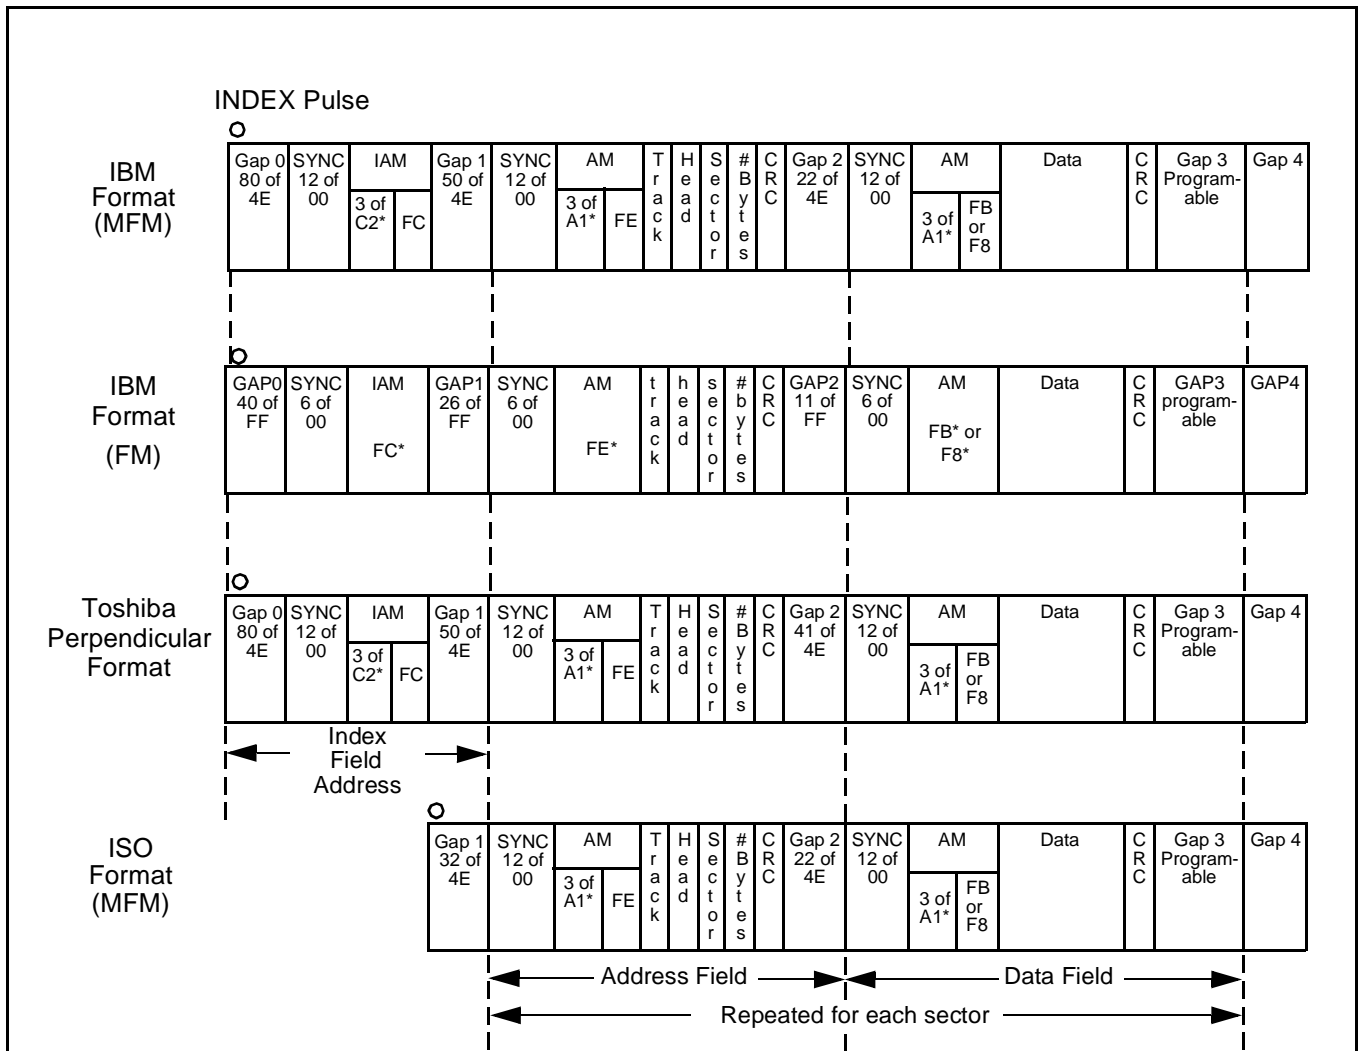 INDEX Pulse
IBM
Format
(MFM)
Gap 0
80 of
4E
SYNC
12 of
00
IAM
3 of
C2*
FC
Gap 1
50 of
4E
SYNC
12 of
00
AM
3 of
A1*
FE
Track
Head
Sector
#Bytes
CRC
Gap 2
22 of
4E
SYNC
12 of
00
AM
3 of
A1*
FB
or
F8
Data
CRC
Gap 3
Program-
able
Gap 4
IBM
Format
(FM)
GAP0
40 of
FF
SYNC
6 of
00
IAM
FC*
GAP1
26 of
FF
SYNC
6 of
00
AM
FE*
track
head
sector
#bytes
CRC
GAP2
11 of
FF
SYNC
6 of
00
AM
FB* or
F8*
Data
CRC
GAP3
program-
able
GAP4
Toshiba
Perpendicular
Format
Gap 0
80 of
4E
SYNC
12 of
00
IAM
3 of
C2*
FC
Gap 1
50 of
4E
SYNC
12 of
00
AM
3 of
A1*
FE
Track
Head
Sector
#Bytes
CRC
Gap 2
41 of
4E
SYNC
12 of
00
AM
3 of
A1*
FB
or
F8
Data
CRC
Gap 3
Program-
able
Gap 4
Index
Field
Address
ISO
Format
(MFM)
Gap 1
32 of
4E
SYNC
12 of
00
AM
3 of
A1*
FE
Track
Head
Sector
#Bytes
CRC
Gap 2
22 of
4E
SYNC
12 of
00
AM
3 of
A1*
FB
or
F8
Data
CRC
Gap 3
Program-
able
Gap 4
Address Field
Data Field
Repeated for each sector